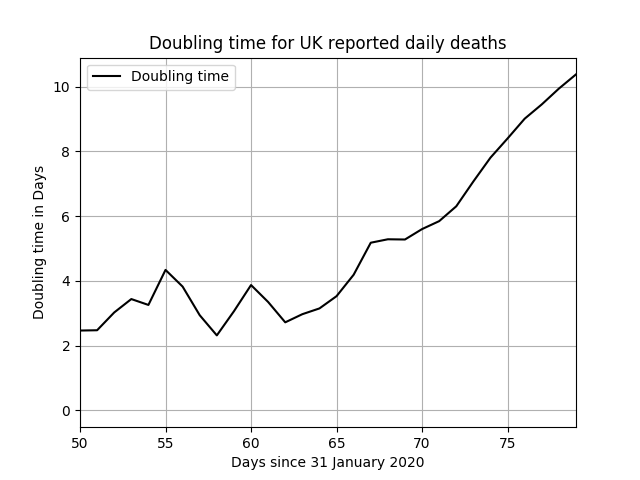 Doubling time for UK reported daily deaths
Doubling time
Doubling time in Days
10
8
6
4
2
0
50 55 60 65 70 75
Days since 31 January 2020